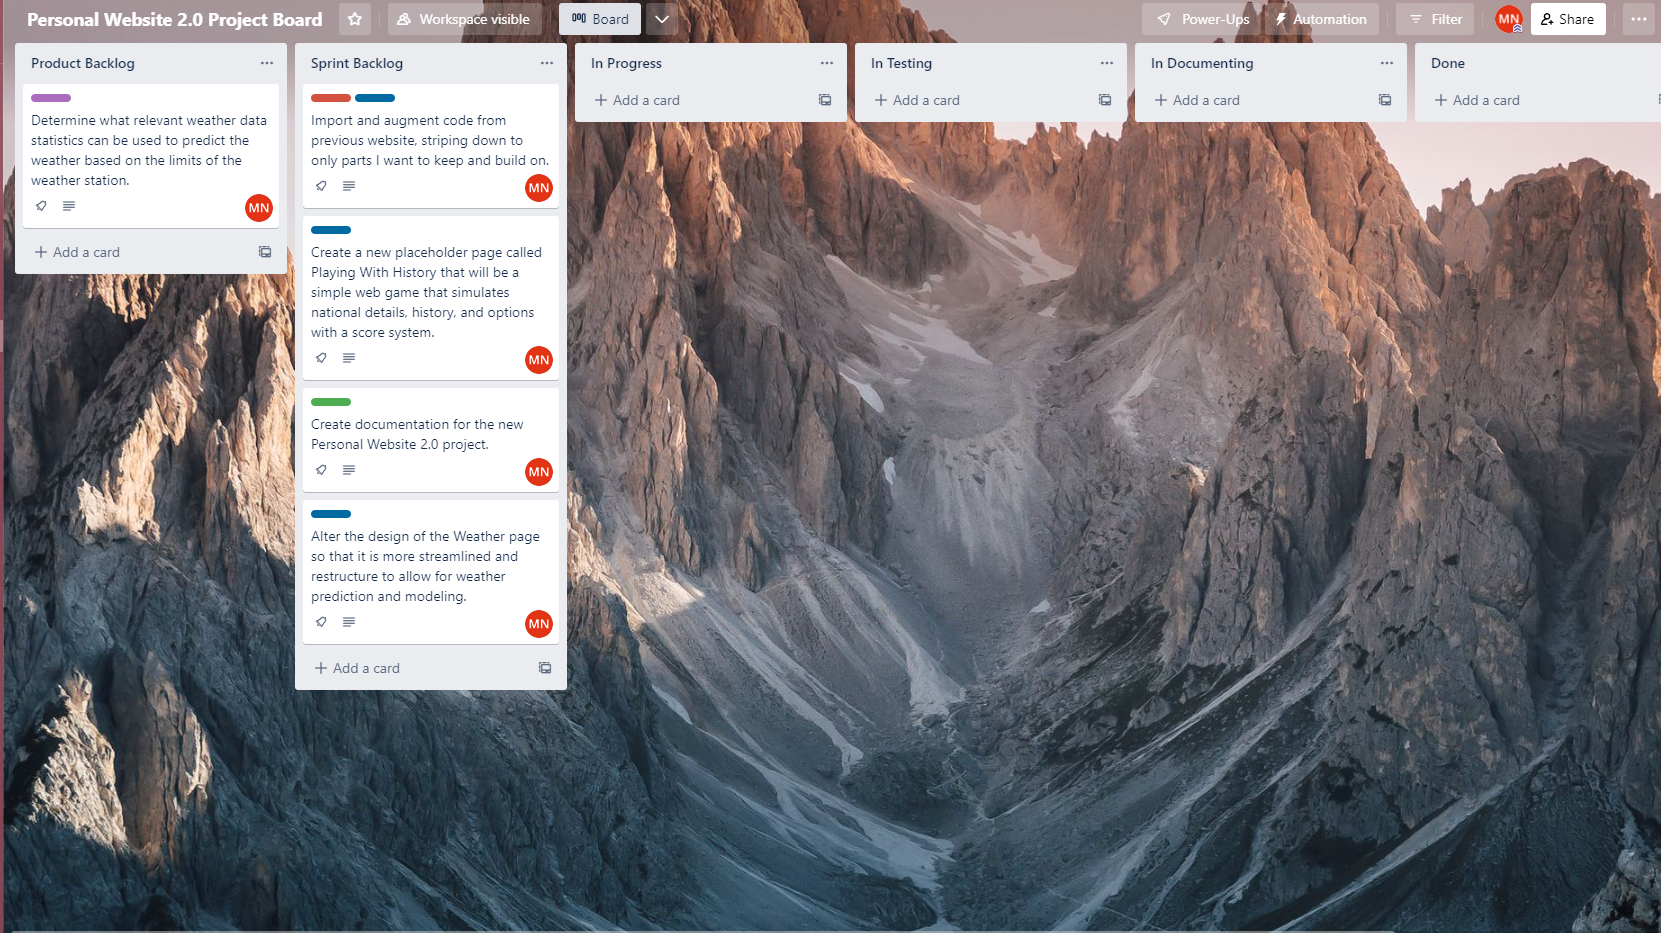 Personal Website 2.0 Project Board
Workspace visible
Board
Power-Ups
Automation
Filter
MN
Share
Product Backlog
Determine what relevant weather data
statistics can be used to predict the
weather based on the limits of the
weather station.
MN
Add a card
Sprint Backlog
Import and augment code from
previous website, striping down to
only parts I want to keep and build on.
MN
Create a new placeholder page called
Playing With History that will be a
simple web game that simulates
national details, history, and options
with a score system.
MN
Create documentation for the new
Personal Website 2.0 project.
MN
Alter the design of the Weather page
so that it is more streamlined and
restructure to allow for weather
prediction and modeling.
MN
Add a card
In Progress
Add a card
In Testing
Add a card
In Documenting
Add a card
Done
Add a card